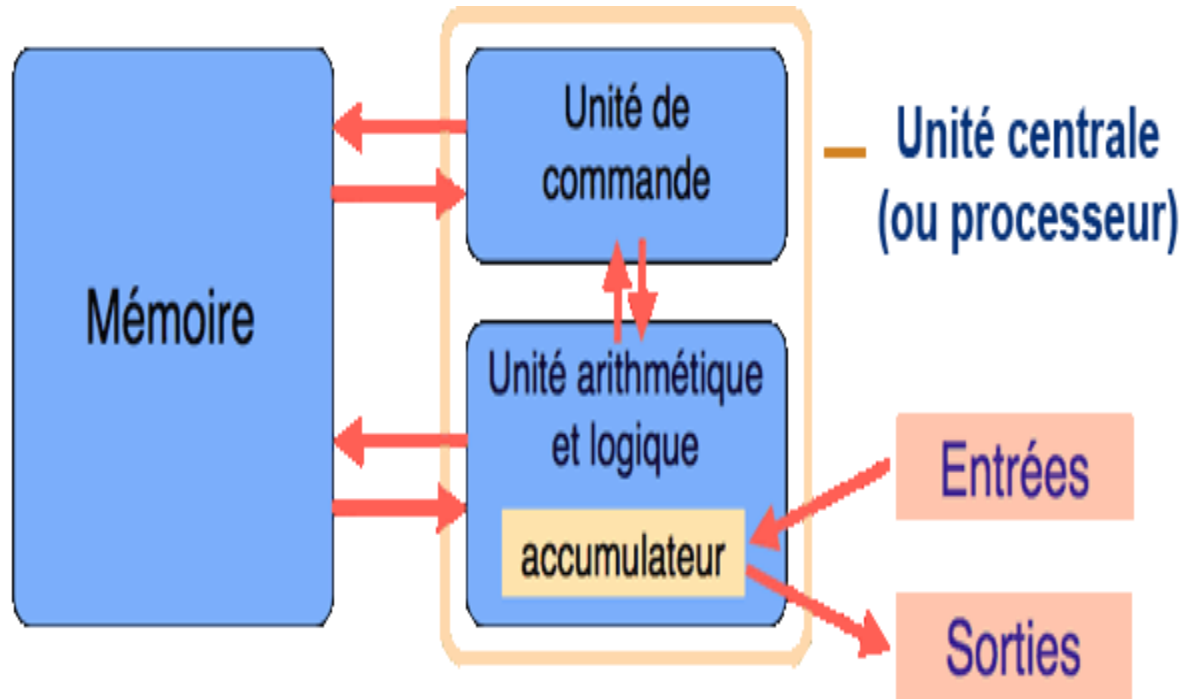 Mémoire
Unité de
commande
Unité arithmétique
et logique
accumulateur
Unité centrale
(ou processeur)
Entrées
Sorties